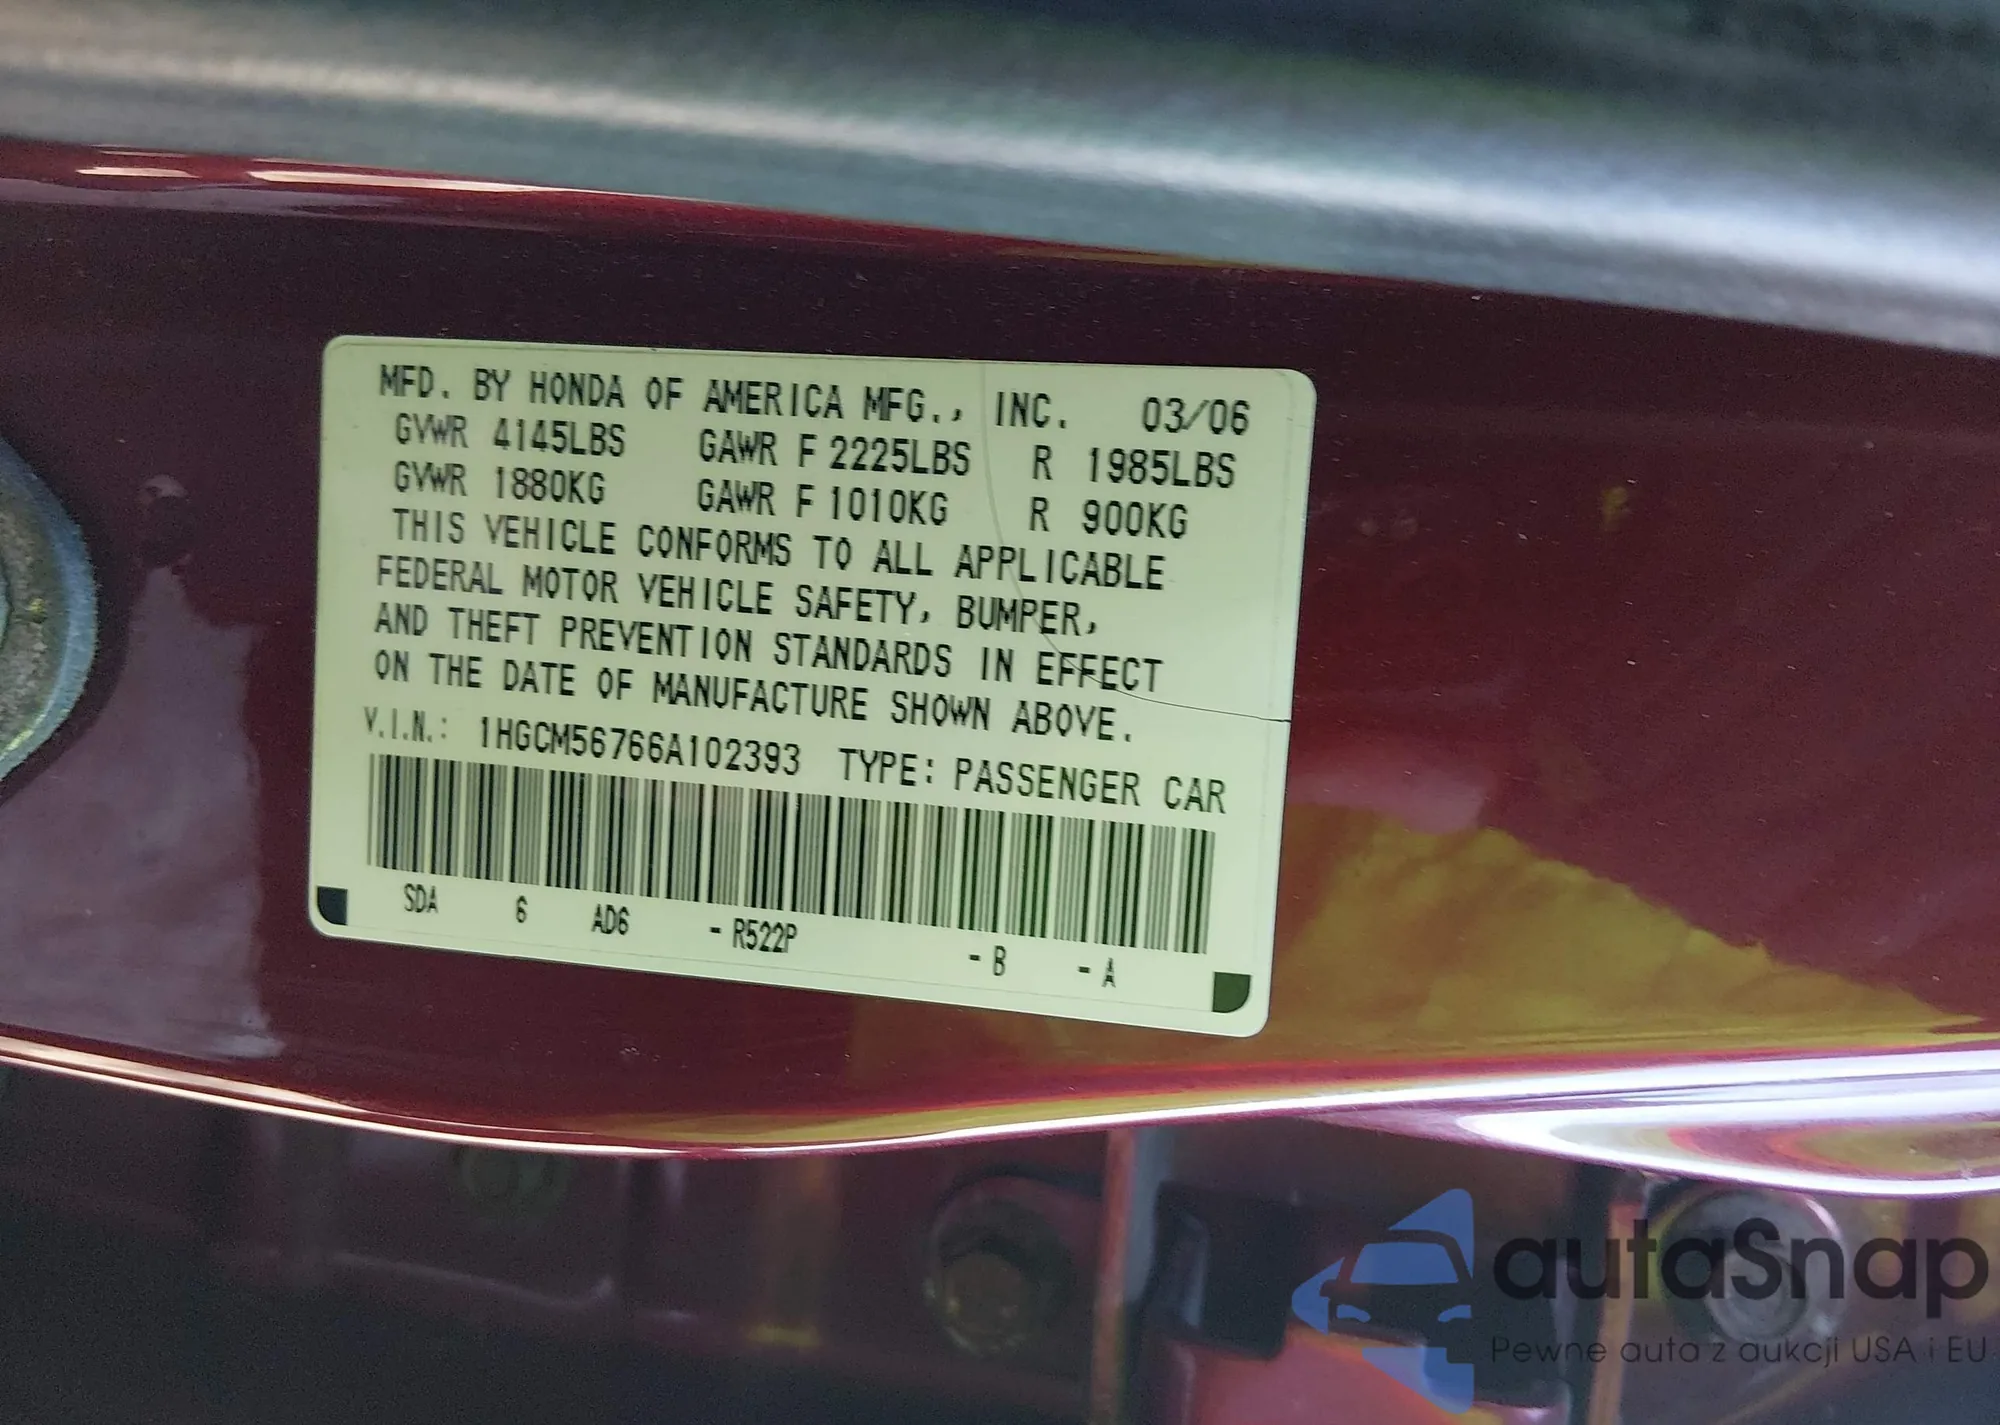 MFD. BY HONDA OF AMERICA MFG., INC. 03/06
GVWR 4145LBS GAWR F 2225LBS R 1985LBS
GVWR 1880KG GAWR F 1010KG R 900KG
THIS VEHICLE CONFORMS TO ALL APPLICABLE
FEDERAL MOTOR VEHICLE SAFETY, BUMPER,
AND THEFT PREVENTION STANDARDS IN EFFECT
ON THE DATE OF MANUFACTURE SHOWN ABOVE.
V.I.N.: 1HGCM56766A102393 TYPE: PASSENGER CAR
SDA 6 AD6 -R522P -B -A
autaSnap
Pewne auta z aukcji USA i EU